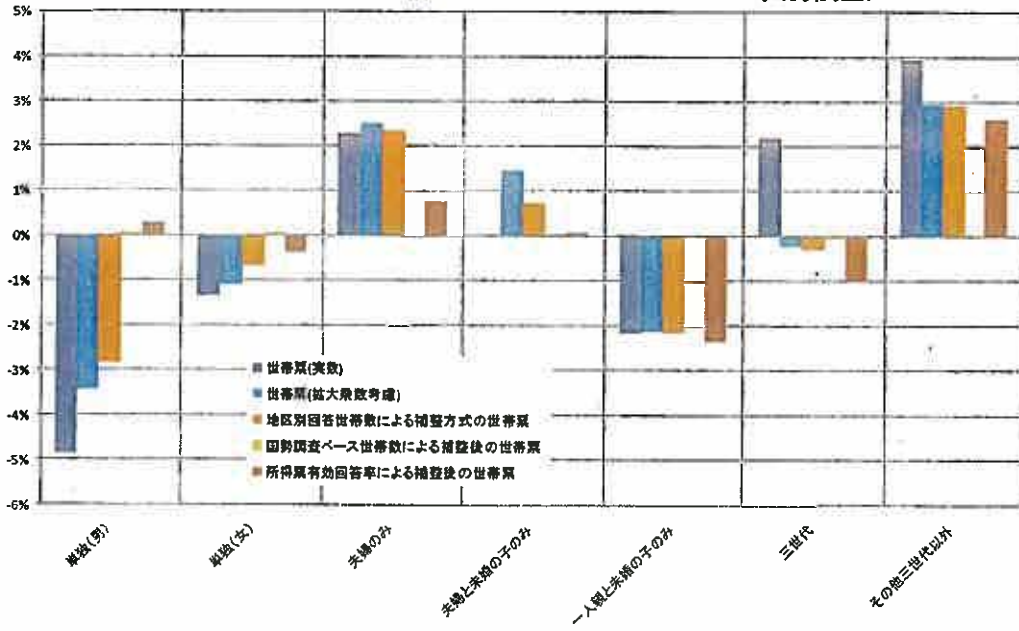 5%
4%
3%
2%
1%
0%
-1%
-2%
-3%
-4%
-5%
-6%
世帯票(実数)
世帯票(拡大乗数考慮)
地区別回答世帯数による補整方式の世帯票
国勢調査ベース世帯数による補整後の世帯票
所得票有効回答率による補整後の世帯票
単独(男)
単独(女)
夫婦のみ
夫婦と未婚の子のみ
一人親と未婚の子のみ
三世代
その他三世代以外